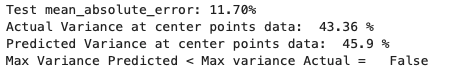 Test mean_absolute_error: 11.70%
Actual Variance at center points data:  43.36 %
Predicted Variance at center points data:  45.9 %
Max Variance Predicted < Max variance Actual =   False